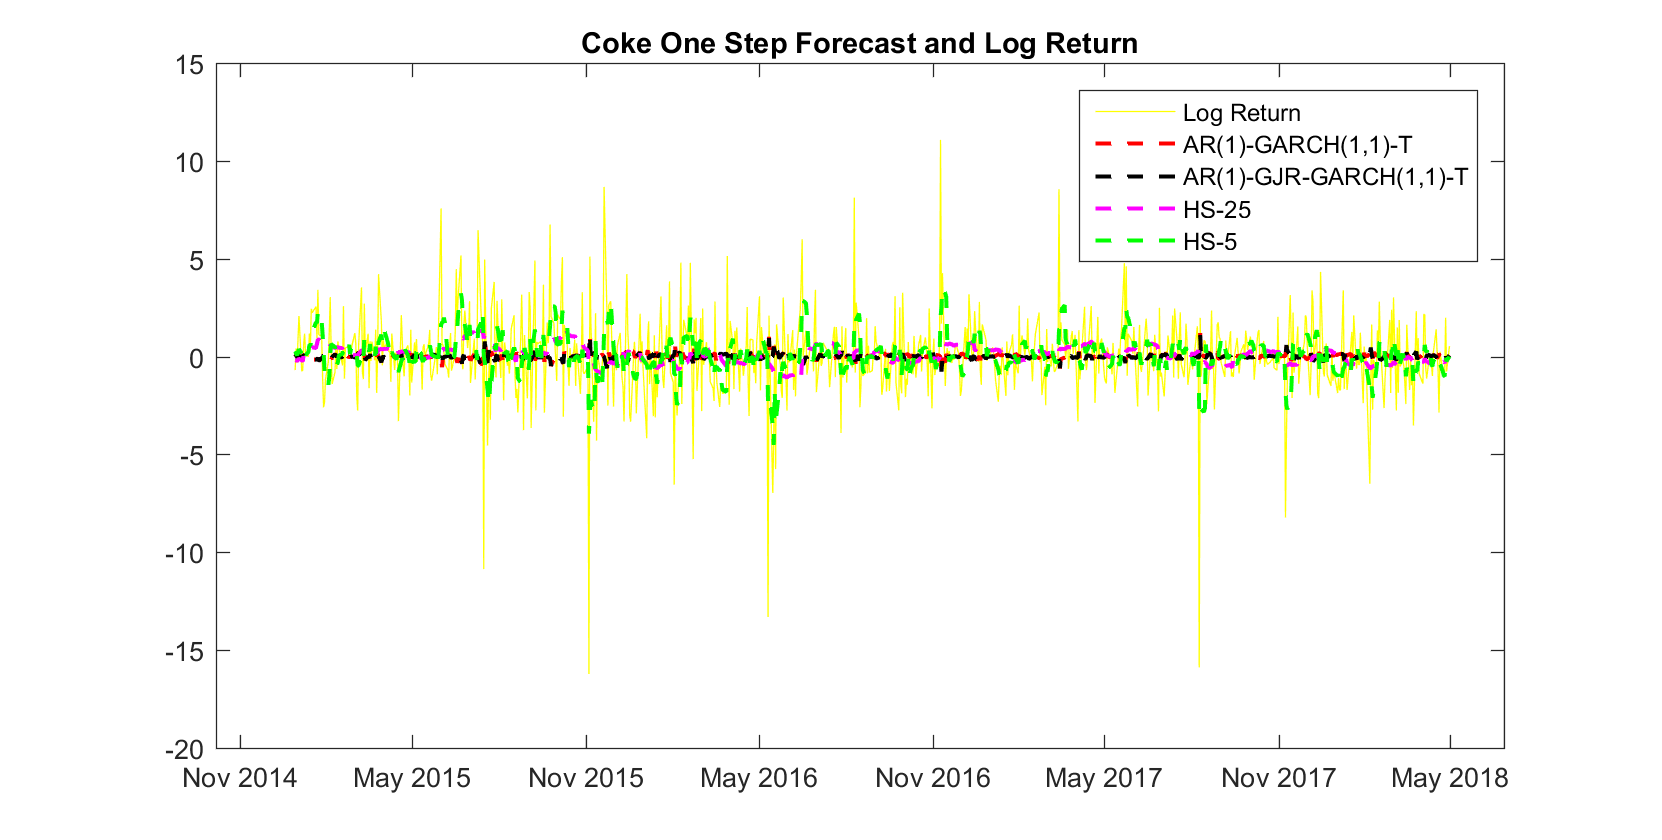 Coke One Step Forecast and Log Return
15
10
5
0
-5
-10
-15
-20
Log Return
AR(1)-GARCH(1,1)-T
AR(1)-GJR-GARCH(1,1)-T
HS-25
HS-5
Nov 2014 May 2015 Nov 2015 May 2016 Nov 2016 May 2017 Nov 2017 May 2018